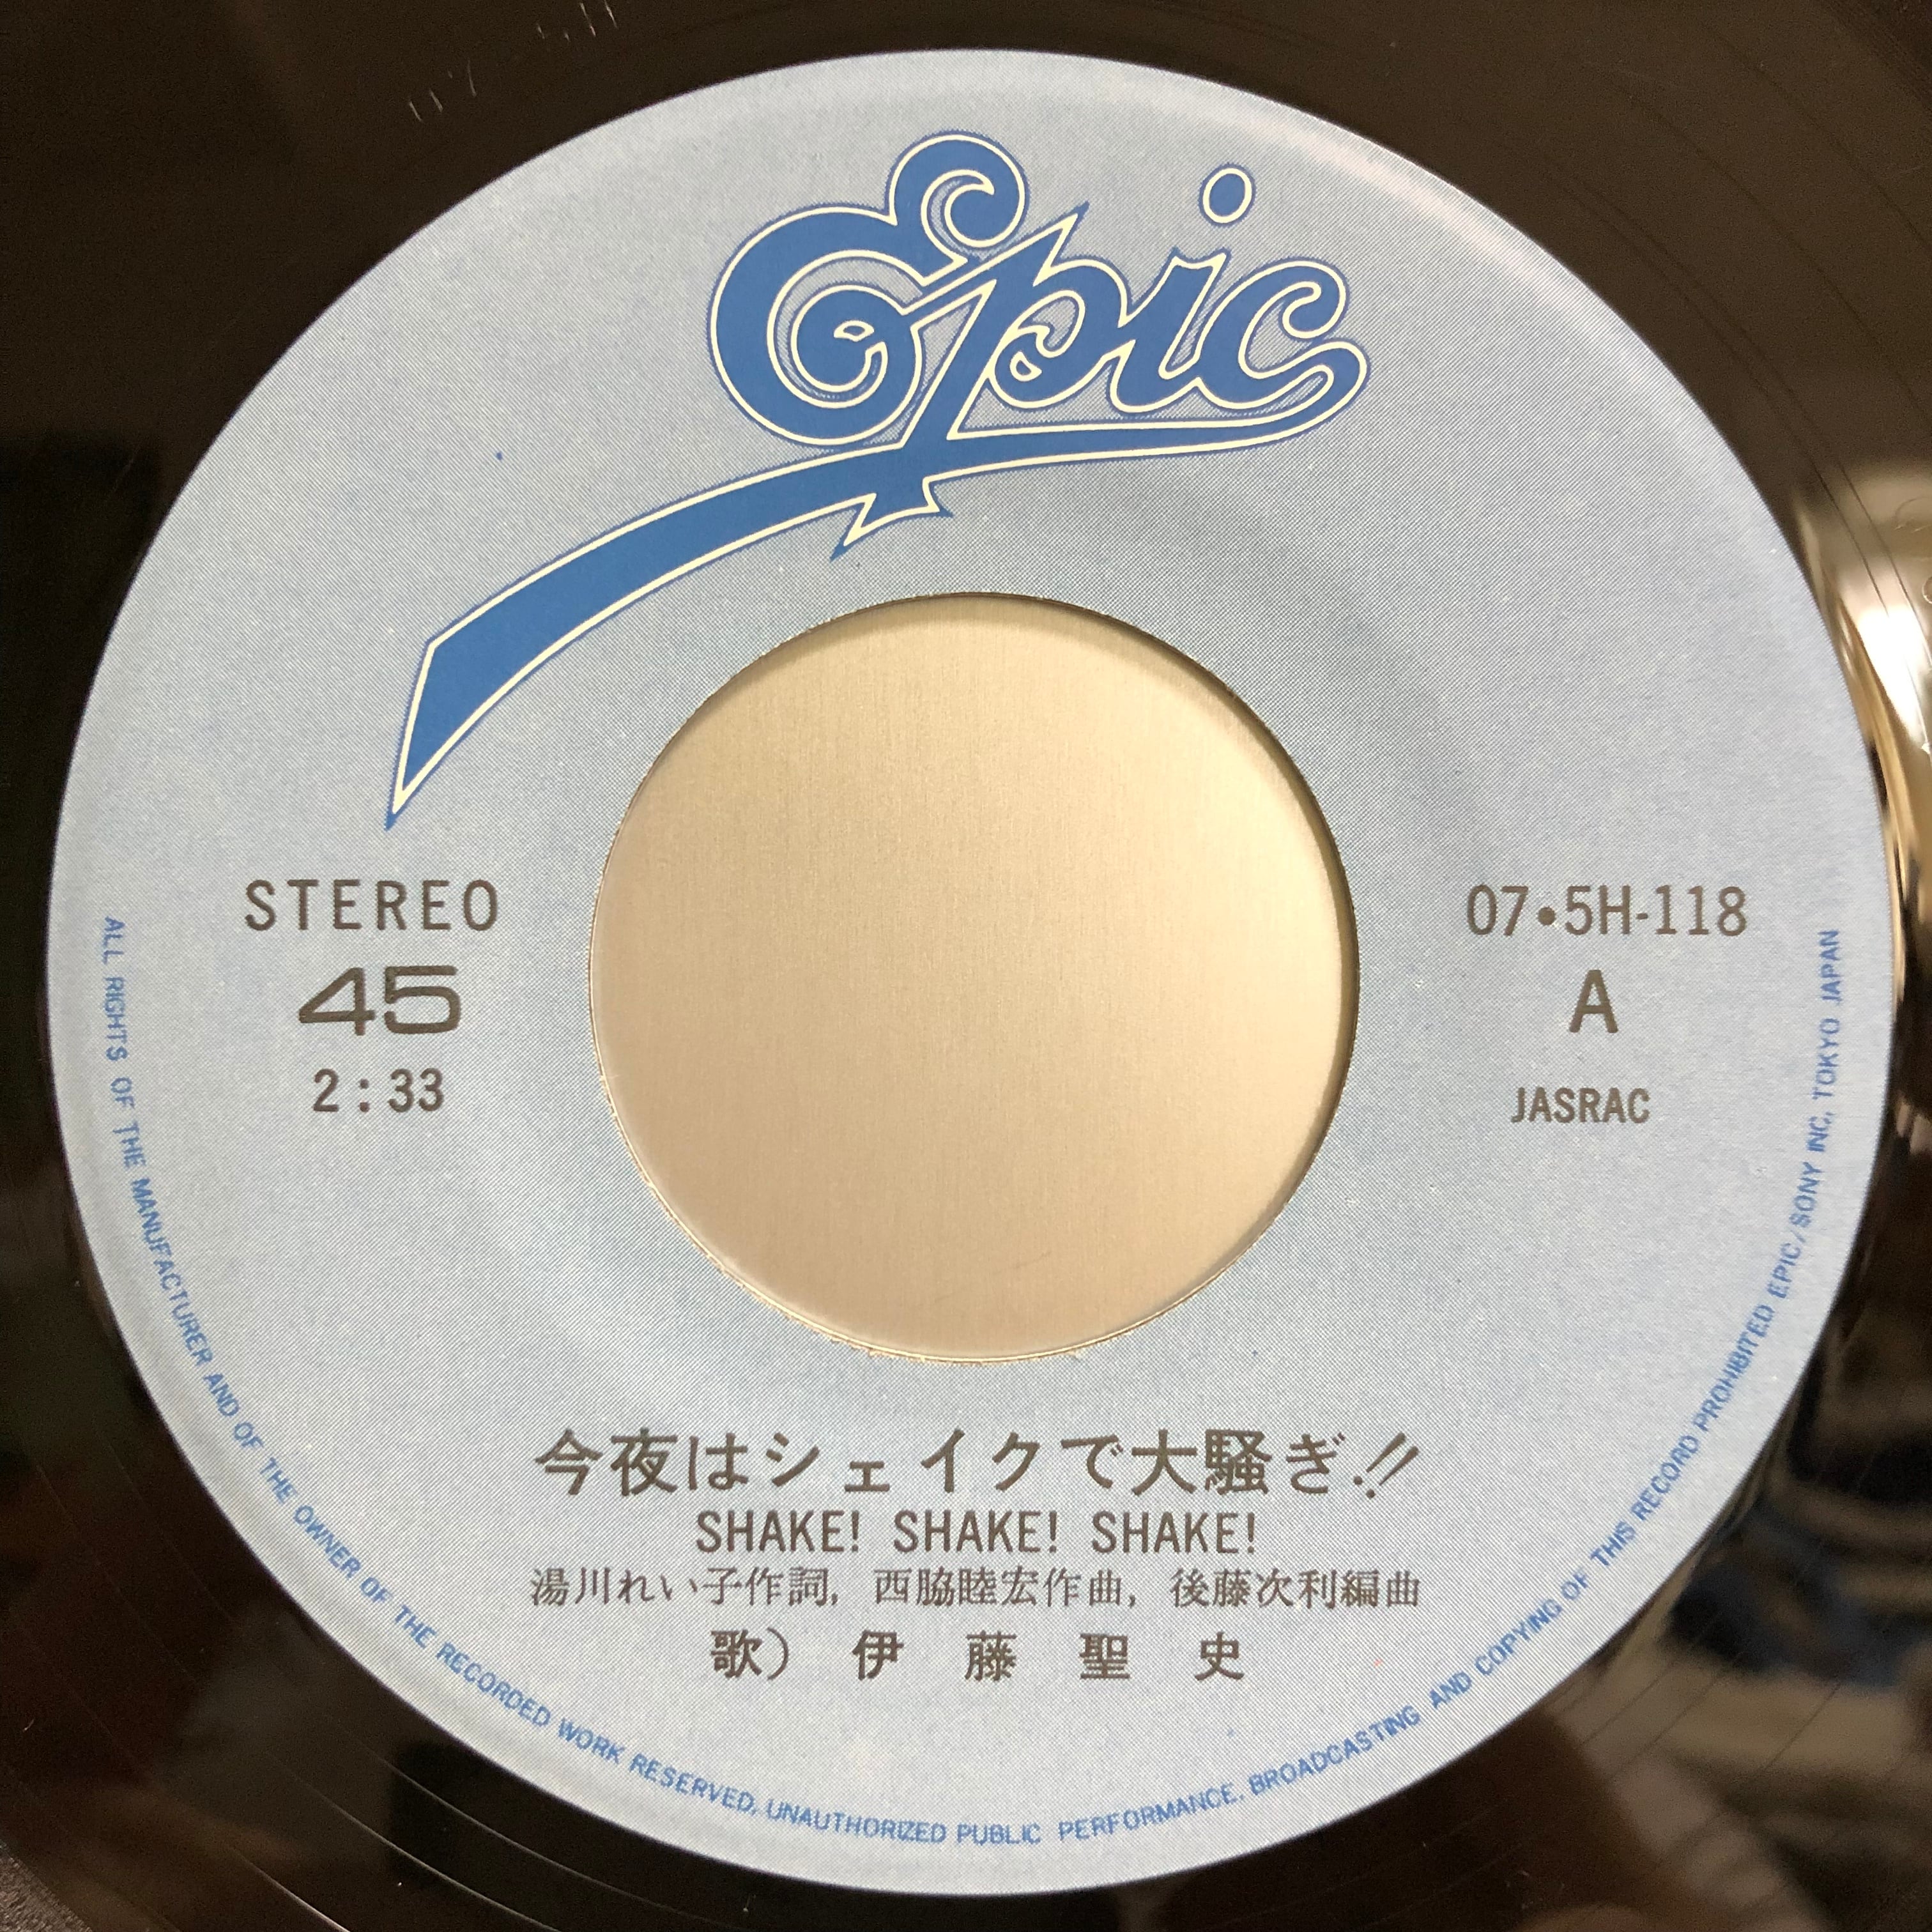 Epic
STEREO
45
2:33
07•5H-118
A
JASRAC
今夜はシェイクで大騒ぎ!!
SHAKE! SHAKE! SHAKE!
湯川れい子作詞, 西脇睦宏作曲, 後藤次利編曲
歌) 伊藤聖史
ALL RIGHTS OF THE MANUFACTURER AND OF THE OWNER OF THE RECORDED WORK RESERVED, UNAUTHORIZED PUBLIC PERFORMANCE, BROADCASTING AND COPYING OF THIS RECORD PROHIBITED EPIC/SONY INC, TOKYO JAPAN